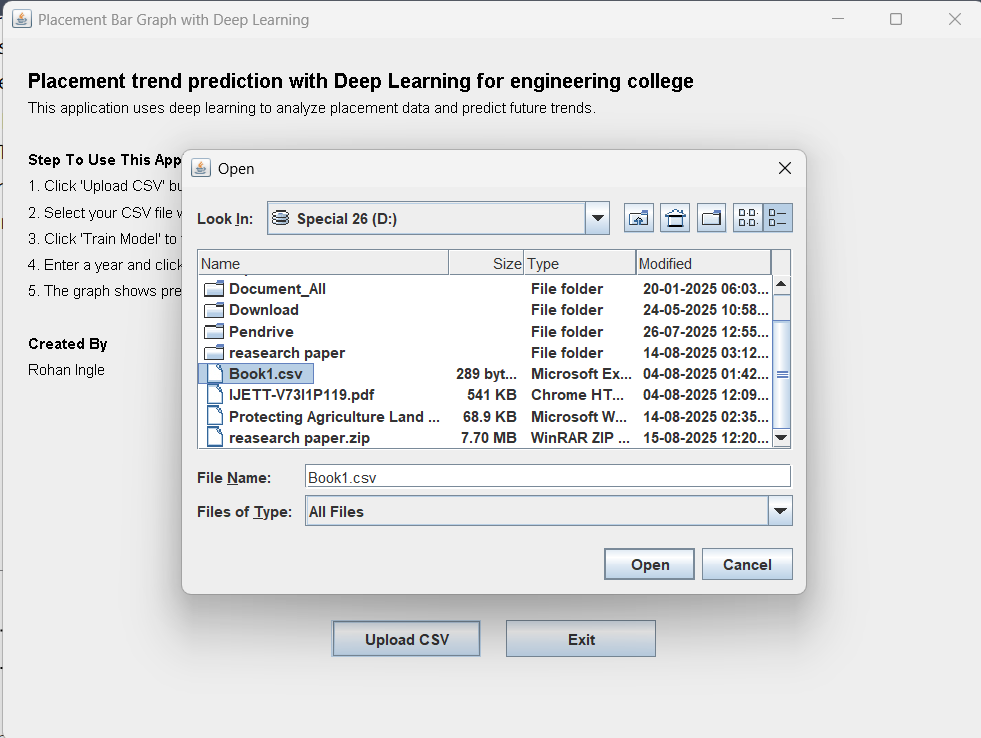 Placement Bar Graph with Deep Learning
Placement trend prediction with Deep Learning for engineering college
This application uses deep learning to analyze placement data and predict future trends.
Step To Use This App
1. Click 'Upload CSV' bu
2. Select your CSV file
3. Click 'Train Model' to
4. Enter a year and click
5. The graph shows pre
Created By
Rohan Ingle
Open
Look In: Special 26 (D:)
Name Size Type Modified
Document_All File folder 20-01-2025 06:03...
Download File folder 24-05-2025 10:58...
Pendrive File folder 26-07-2025 12:55...
reasearch paper File folder 14-08-2025 03:12...
Book1.csv 289 byt... Microsoft Ex... 04-08-2025 01:42...
IJETT-V73I1P119.pdf 541 KB Chrome HT... 04-08-2025 12:09...
Protecting Agriculture Land ... 68.9 KB Microsoft W... 14-08-2025 02:35...
reasearch paper.zip 7.70 MB WinRAR ZIP ... 15-08-2025 12:20...
File Name: Book1.csv
Files of Type: All Files
Open Cancel
Upload CSV Exit